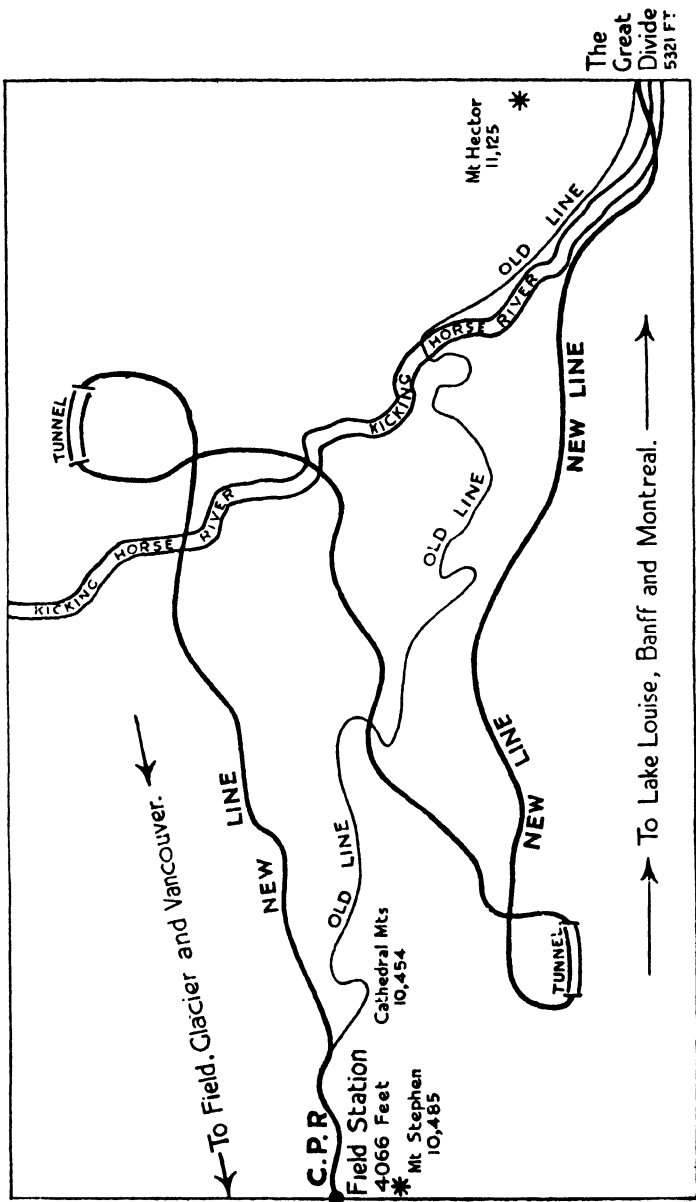 The
Great
Divide
5321 FT
Mt Hector
11,125
OLD LINE
KICKING HORSE RIVER
NEW LINE
TUNNEL
KICKING HORSE RIVER
OLD LINE
NEW LINE
NEW LINE
OLD LINE
TUNNEL
Cathedral Mts
10,454
C.P.R
Field Station
4066 Feet
Mt Stephen
10,485
To Field, Glacier and Vancouver.
To Lake Louise, Banff and Montreal.